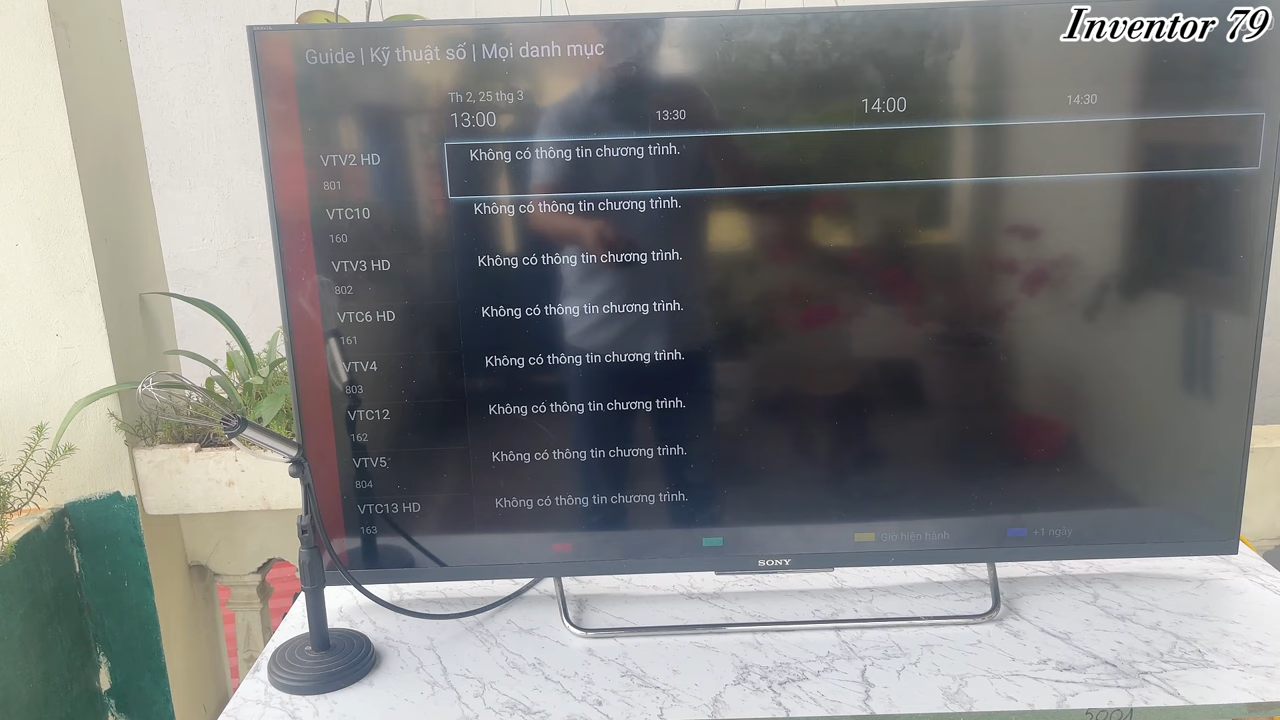 Inventor 79
BRAVIA
Guide | Kỹ thuật số | Mọi danh mục
Th 2, 25 thg 3
13:00 13:30 14:00 14:30
VTV2 HD Không có thông tin chương trình.
801
VTC10 Không có thông tin chương trình.
160
VTV3 HD Không có thông tin chương trình.
802
VTC6 HD Không có thông tin chương trình.
161
VTV4 Không có thông tin chương trình.
803
VTC12 Không có thông tin chương trình.
162
VTV5 Không có thông tin chương trình.
804
VTC13 HD Không có thông tin chương trình.
163
Giờ hiện hành +1 ngày
SONY